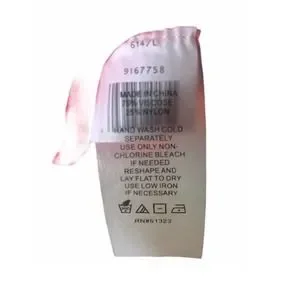 614/L
9167758
MADE IN CHINA
75% VISCOSE
25% NYLON
HAND WASH COLD
SEPARATELY
USE ONLY NON-
CHLORINE BLEACH
IF NEEDED
RESHAPE AND
LAY FLAT TO DRY
USE LOW IRON
IF NECESSARY
RN#51323